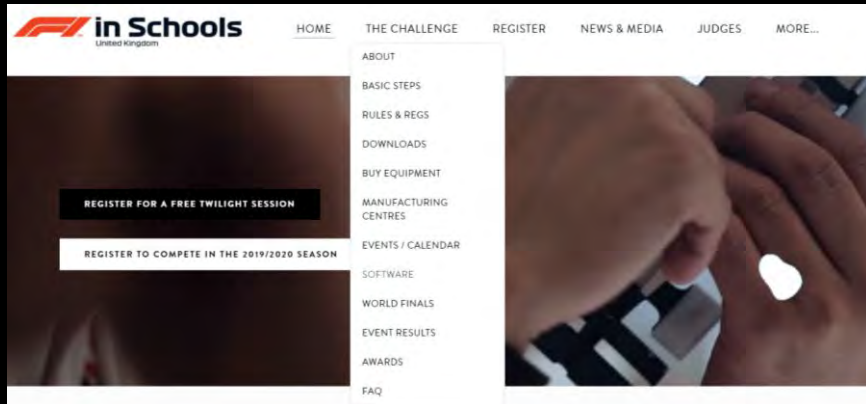 in Schools
United Kingdom
HOME
THE CHALLENGE
REGISTER
NEWS & MEDIA
JUDGES
MORE...
ABOUT
BASIC STEPS
RULES & REGS
DOWNLOADS
BUY EQUIPMENT
MANUFACTURING
CENTRES
EVENTS / CALENDAR
SOFTWARE
WORLD FINALS
EVENT RESULTS
AWARDS
FAQ
REGISTER FOR A FREE TWILIGHT SESSION
REGISTER TO COMPETE IN THE 2019/2020 SEASON